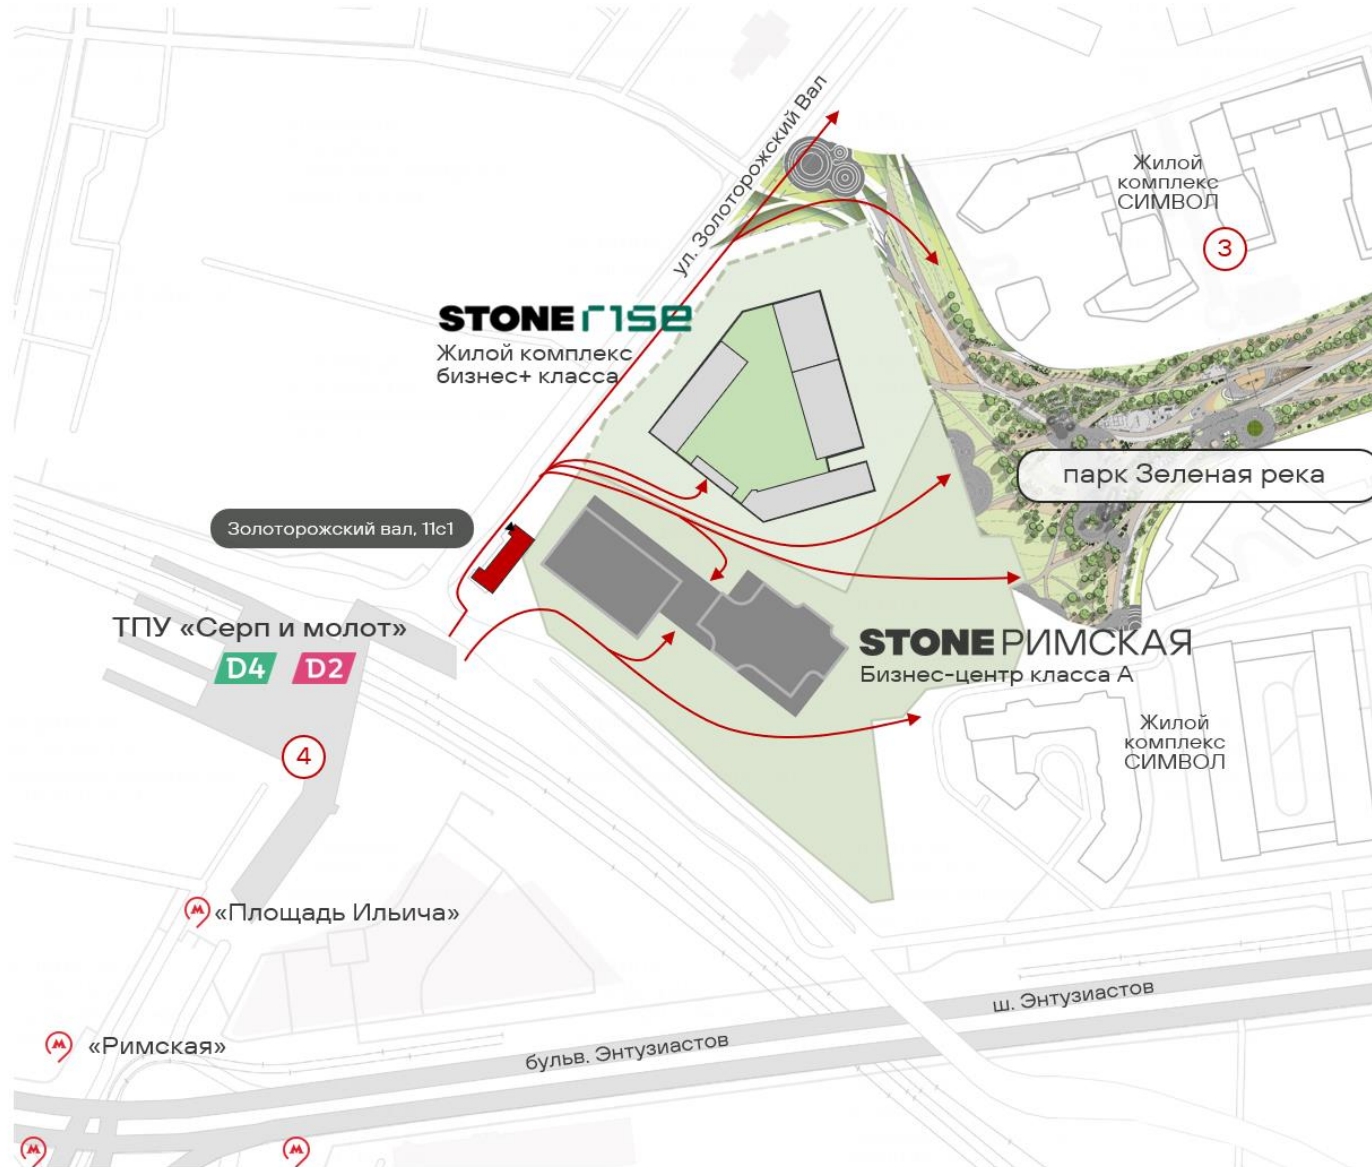 ул. Золоторожский Вал
Жилой
комплекс
СИМВОЛ
3
STONE rise
Жилой комплекс
бизнес+ класса
парк Зеленая река
Золоторожский вал, 11с1
ТПУ «Серп и молот»
D4 D2
STONE РИМСКАЯ
Бизнес-центр класса А
Жилой
комплекс
СИМВОЛ
4
М «Площадь Ильича»
ш. Энтузиастов
М «Римская»
бульв. Энтузиастов
М
М